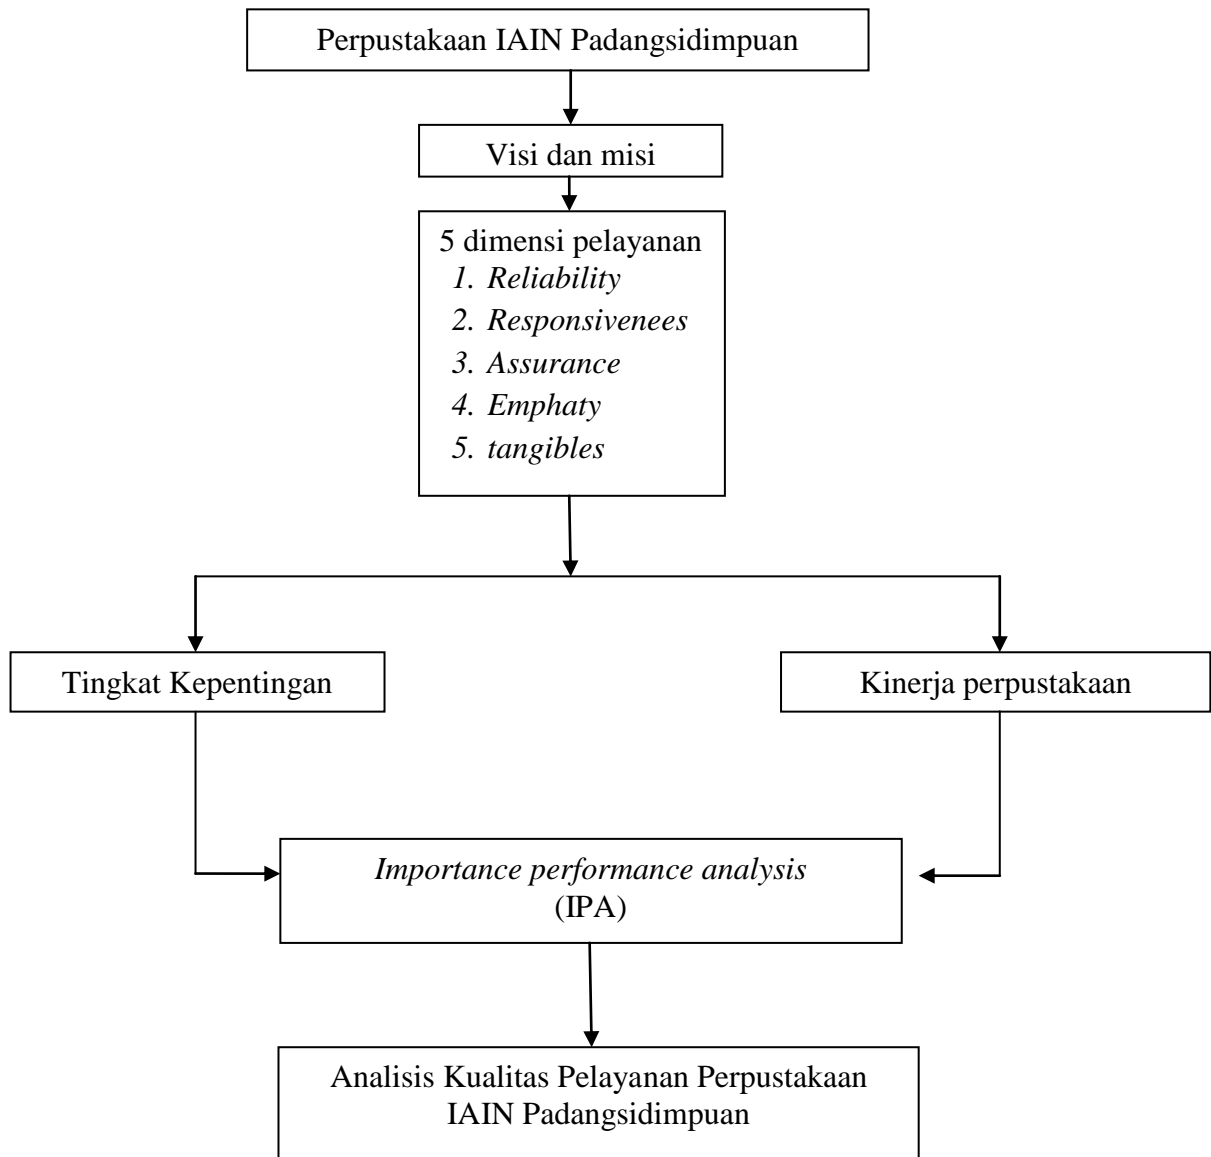 Perpustakaan IAIN Padangsidimpuan
Visi dan misi
5 dimensi pelayanan
1. Reliability
2. Responsivenees
3. Assurance
4. Emphaty
5. tangibles
Tingkat Kepentingan
Kinerja perpustakaan
Importance performance analysis
(IPA)
Analisis Kualitas Pelayanan Perpustakaan
IAIN Padangsidimpuan